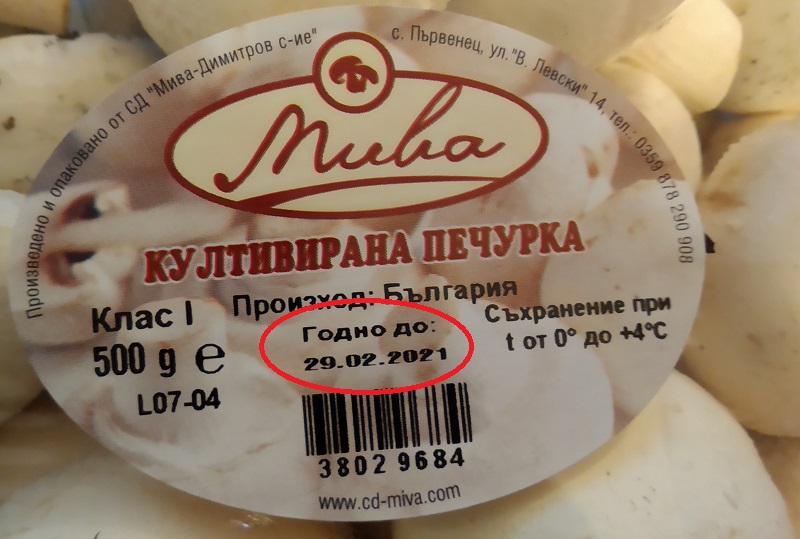 Произведено и опаковано от СД "Мива-Димитров с-ие"
с. Първенец, ул."В. Левски" 14, тел.: 0359 878 290 908
Мива
КУЛТИВИРАНА ПЕЧУРКА
Клас I
Произход: България
500 g e
Годно до:
29.02.2021
Съхранение при
t от 0° до +4°C
L07-04
3802 9684
www.cd-miva.com